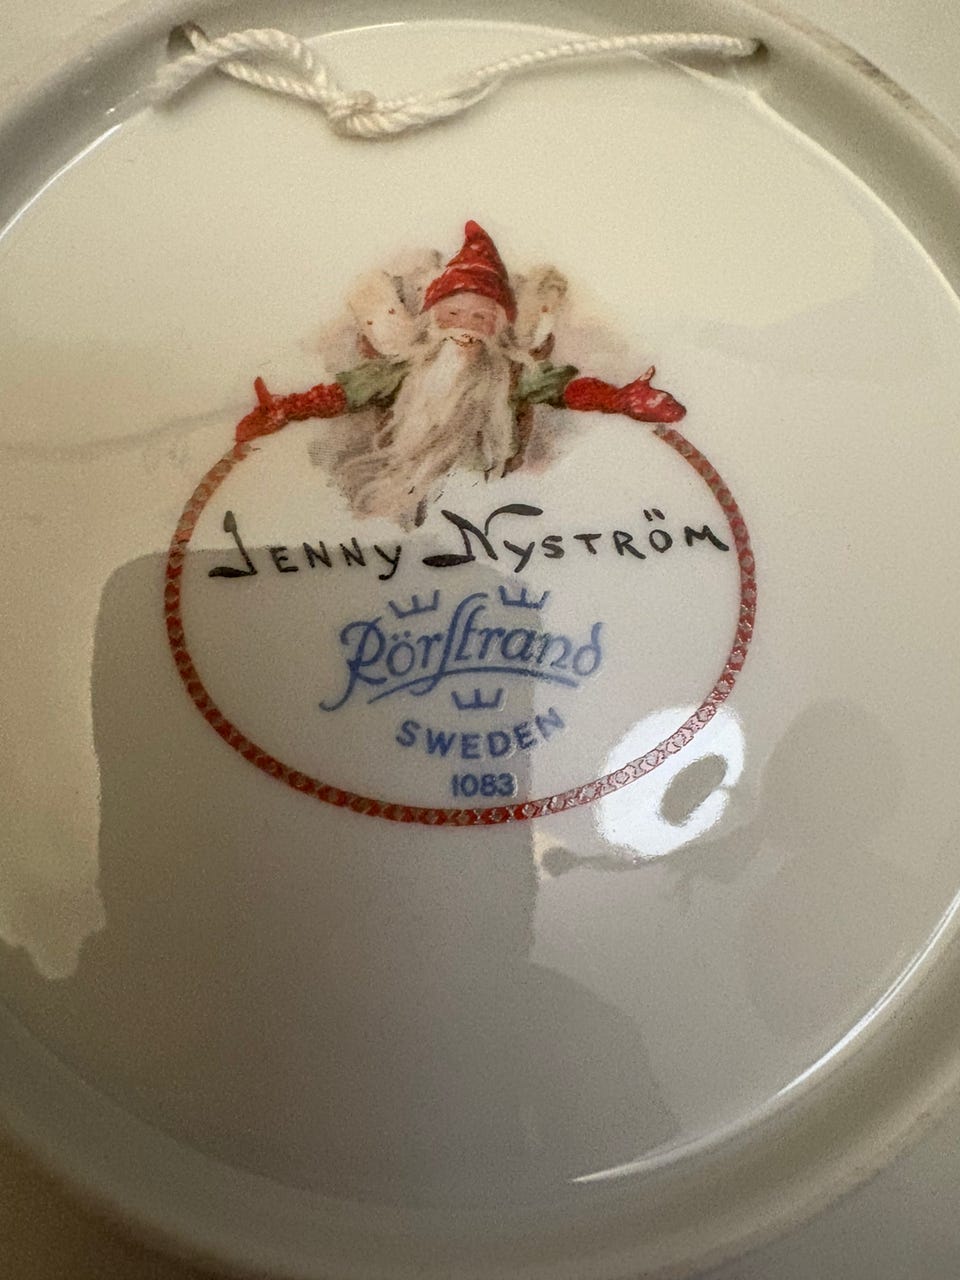 JENNY NYSTRÖM
Rörstrand
SWEDEN
1083